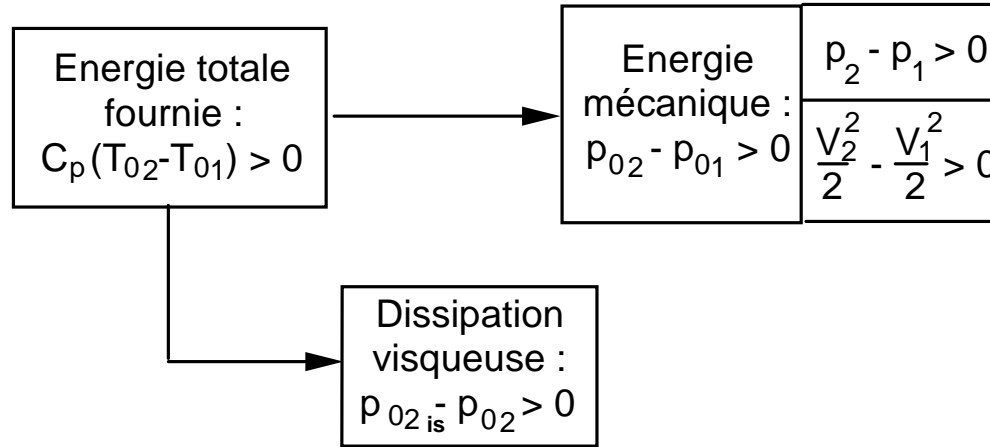 Energie totale
fournie :
Cp(T02-T01) > 0
Energie
mécanique :
p02 - p01 > 0
p2 - p1 > 0
V2²/2 - V1²/2 > 0
Dissipation
visqueuse :
p02is- p02 > 0